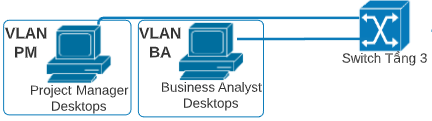 VLAN
PM
VLAN
BA
Switch Tầng 3
Project Manager
Desktops
Business Analyst
Desktops